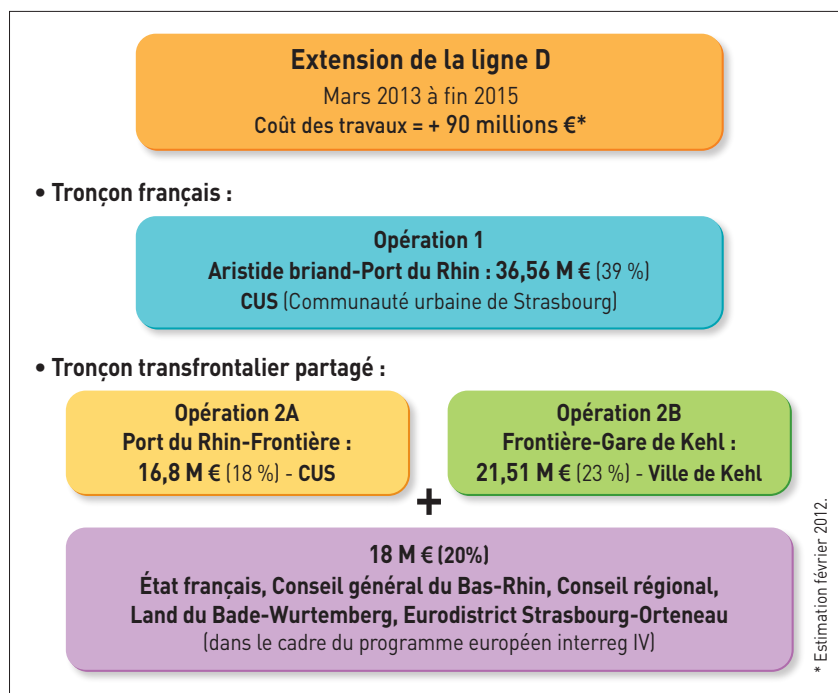 Extension de la ligne D
Mars 2013 à fin 2015
Coût des travaux = + 90 millions €*
• Tronçon français :
Opération 1
Aristide briand-Port du Rhin : 36,56 M € (39 %)
CUS (Communauté urbaine de Strasbourg)
• Tronçon transfrontalier partagé :
Opération 2A
Port du Rhin-Frontière :
16,8 M € (18 %) - CUS
Opération 2B
Frontière-Gare de Kehl :
21,51 M € (23 %) - Ville de Kehl
+
18 M € (20%)
État français, Conseil général du Bas-Rhin, Conseil régional,
Land du Bade-Wurtemberg, Eurodistrict Strasbourg-Orteneau
(dans le cadre du programme européen interreg IV)
* Estimation février 2012.